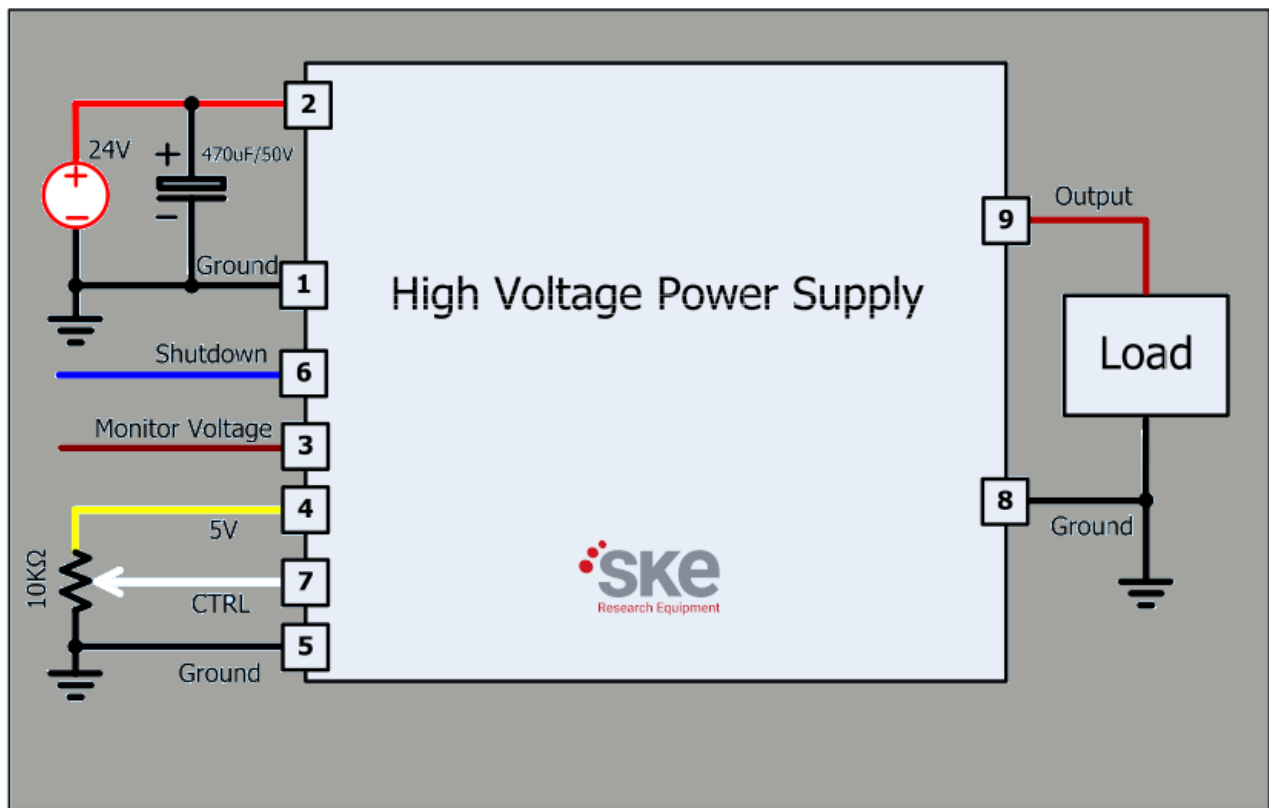 2
24V
+
470uF/50V
+
−
−
Ground
1
Shutdown
6
Monitor Voltage
3
4
5V
10KΩ
7
CTRL
5
Ground
High Voltage Power Supply
SKe
Research Equipment
Output
9
Load
8
Ground